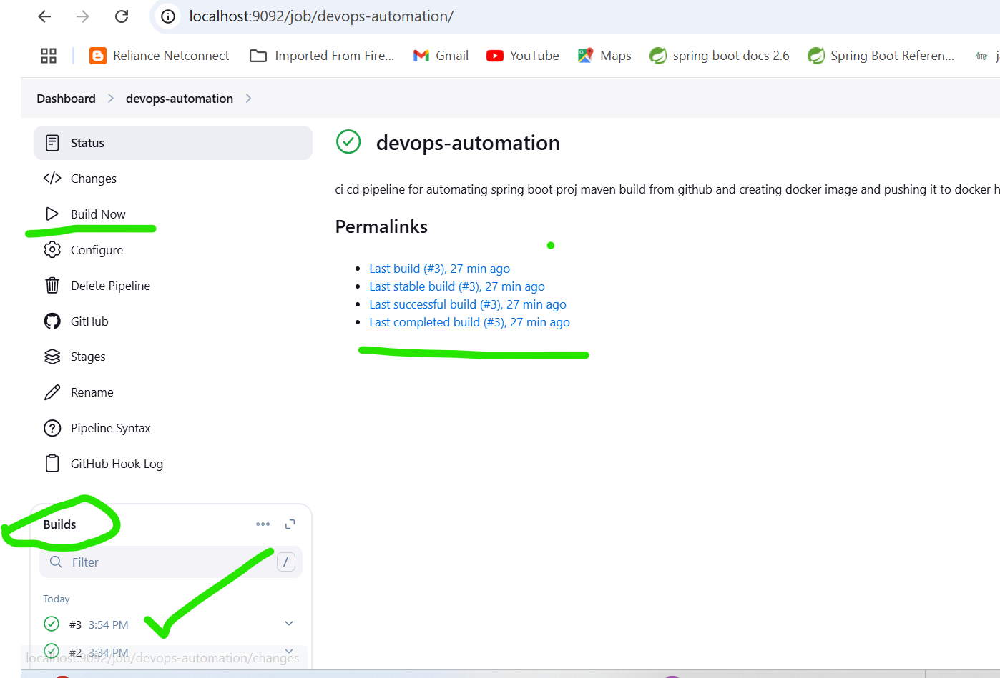 localhost:9092/job/devops-automation/
Reliance Netconnect
Imported From Fire...
Gmail
YouTube
Maps
spring boot docs 2.6
Spring Boot Referen...
Dashboard
devops-automation
Status
Changes
Build Now
Configure
Delete Pipeline
GitHub
Stages
Rename
Pipeline Syntax
GitHub Hook Log
Builds
Filter
/
Today
#3 3:54 PM
#2 3:34 PM
localhost:9092/job/devops-automation/changes
devops-automation
ci cd pipeline for automating spring boot proj maven build from github and creating docker image and pushing it to docker h
Permalinks
Last build (#3), 27 min ago
Last stable build (#3), 27 min ago
Last successful build (#3), 27 min ago
Last completed build (#3), 27 min ago